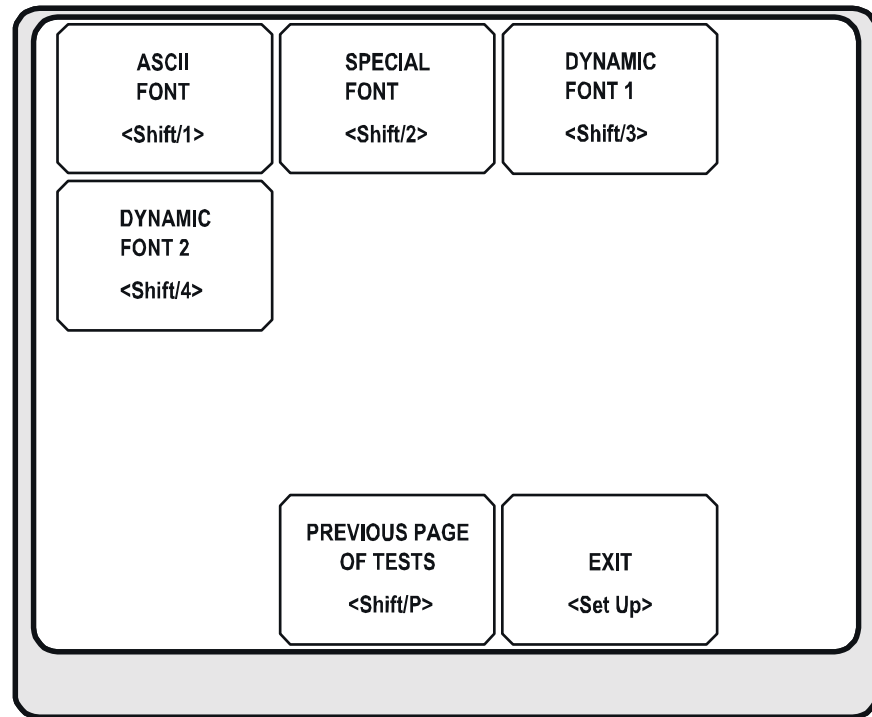 ASCII
FONT
<Shift/1>
SPECIAL
FONT
<Shift/2>
DYNAMIC
FONT 1
<Shift/3>
DYNAMIC
FONT 2
<Shift/4>
PREVIOUS PAGE
OF TESTS
<Shift/P>
EXIT
<Set Up>